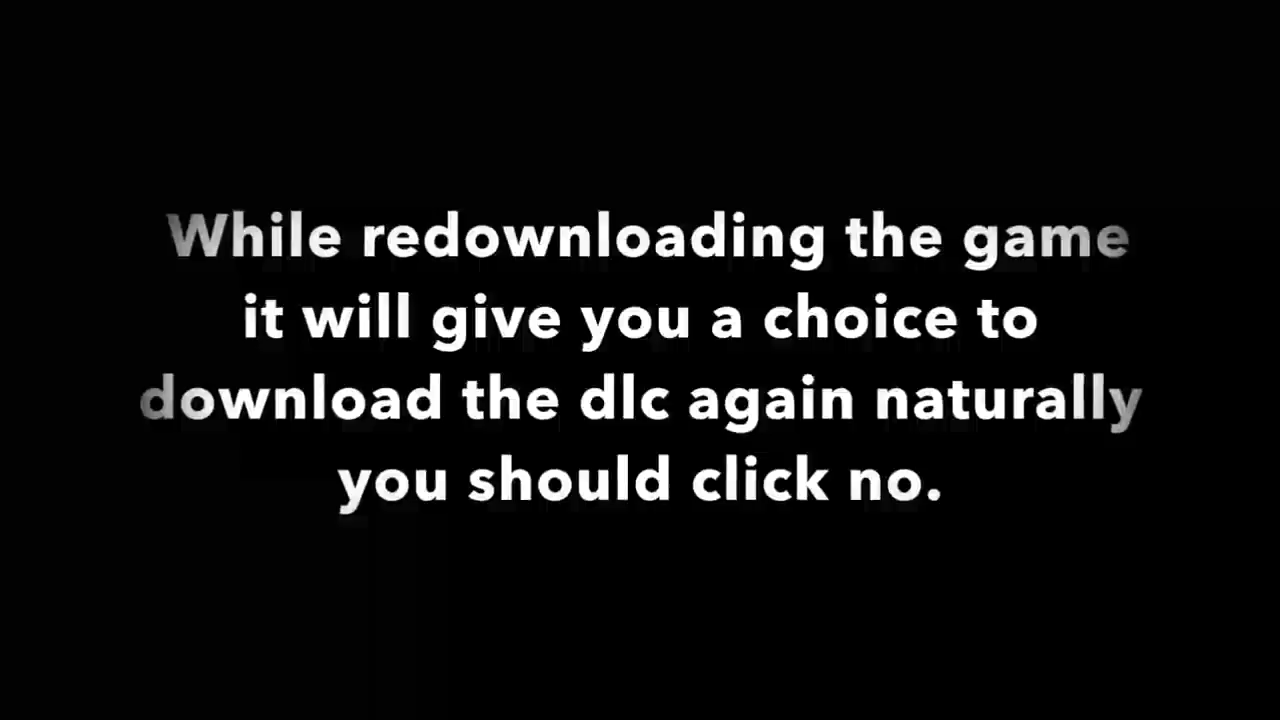 While redownloading the game
it will give you a choice to
download the dlc again naturally
you should click no.